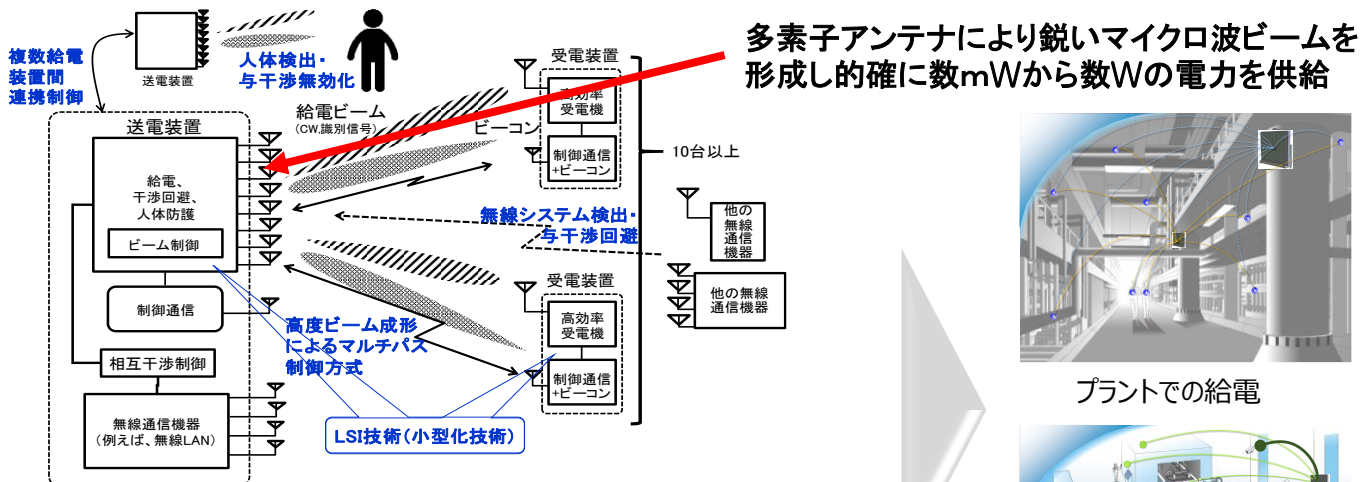 多素子アンテナにより鋭いマイクロ波ビームを
形成し的確に数mWから数Wの電力を供給
複数給電
装置間
連携制御
送電装置
人体検出・
与干渉無効化
送電装置
給電、
干渉回避、
人体防護
ビーム制御
制御通信
相互干渉制御
無線通信機器
(例えば、無線LAN)
給電ビーム
(CW,識別信号)
ビーコン
受電装置
高効率
受電機
制御通信
+ビーコン
10台以上
無線システム検出・
与干渉回避
他の
無線
通信
機器
他の無線
通信機器
受電装置
高効率
受電機
制御通信
+ビーコン
高度ビーム成形
によるマルチパス
制御方式
LSI技術(小型化技術)
プラントでの給電